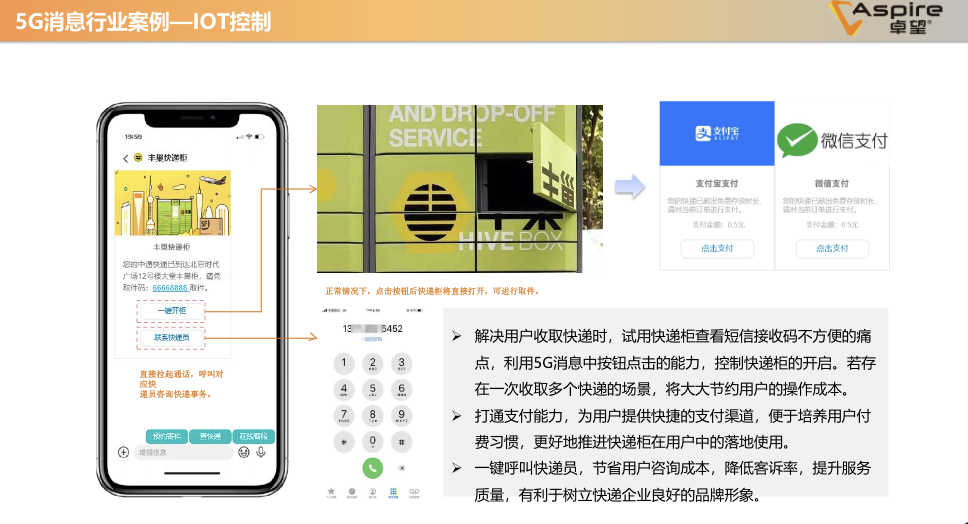 5G消息行业案例—IOT控制
Aspire
卓望
19:59
丰巢快递柜
丰巢快递柜
您的中通快递已到达北京时代
广场12号楼大堂丰巢柜，请凭
取件码：66668888 取件。
一键开柜
联系快递员
直接拉起通话，呼叫对
应快
递员咨询快递事务。
预约寄件
查快递
在线客服
增强信息
AND DROP-OFF
SERVICE
丰巢
HIVE BOX
正常情况下，点击按钮后快递柜将直接打开，可进行取件。
13 6452
1
2
3
4
5
6
7
8
9
*
0
#
支付宝
ALIPAY
微信支付
支付宝支付
您的快递已超出免费存放时长，
请对当前订单进行支付。
支付金额：0.5元
点击支付
微信支付
您的快递已超出免费存放时长，
请对当前订单进行支付。
支付金额：0.5元
点击支付
解决用户收取快递时，试用快递柜查看短信接收码不方便的痛
点，利用5G消息中按钮点击的能力，控制快递柜的开启。若存
在一次收取多个快递的场景，将大大节约用户的操作成本。
打通支付能力，为用户提供快捷的支付渠道，便于培养用户付
费习惯，更好地推进快递柜在用户中的落地使用。
一键呼叫快递员，节省用户咨询成本，降低客诉率，提升服务
质量，有利于树立快递企业良好的品牌形象。